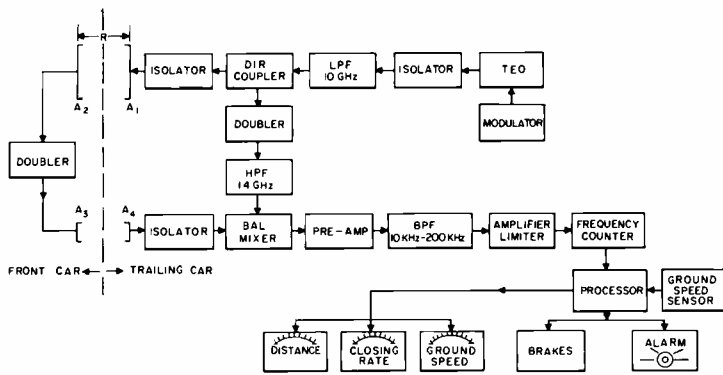 R
ISOLATOR
DIR
COUPLER
LPF
10 GHz
ISOLATOR
TEO
A2
A1
MODULATOR
DOUBLER
DOUBLER
HPF
14 GHz
A3
A4
ISOLATOR
BAL
MIXER
PRE-AMP
BPF
10 KHz-200 KHz
AMPLIFIER
LIMITER
FREQUENCY
COUNTER
FRONT CAR
TRAILING CAR
PROCESSOR
GROUND
SPEED
SENSOR
DISTANCE
CLOSING
RATE
GROUND
SPEED
BRAKES
ALARM